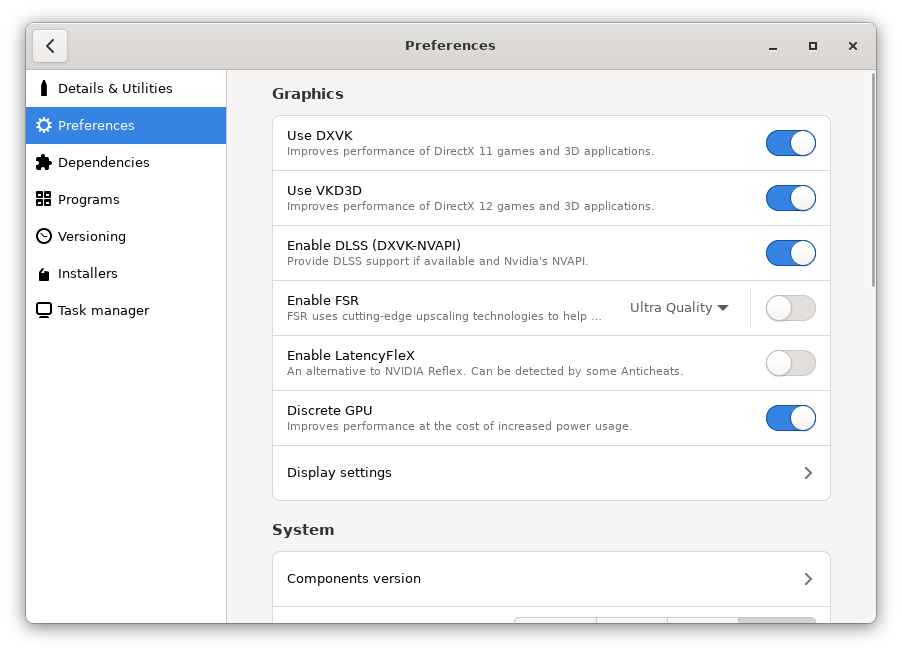 Preferences
Details & Utilities
Preferences
Dependencies
Programs
Versioning
Installers
Task manager
Graphics
Use DXVK
Improves performance of DirectX 11 games and 3D applications.
Use VKD3D
Improves performance of DirectX 12 games and 3D applications.
Enable DLSS (DXVK-NVAPI)
Provide DLSS support if available and Nvidia's NVAPI.
Enable FSR
FSR uses cutting-edge upscaling technologies to help ...
Ultra Quality
Enable LatencyFleX
An alternative to NVIDIA Reflex. Can be detected by some Anticheats.
Discrete GPU
Improves performance at the cost of increased power usage.
Display settings
System
Components version